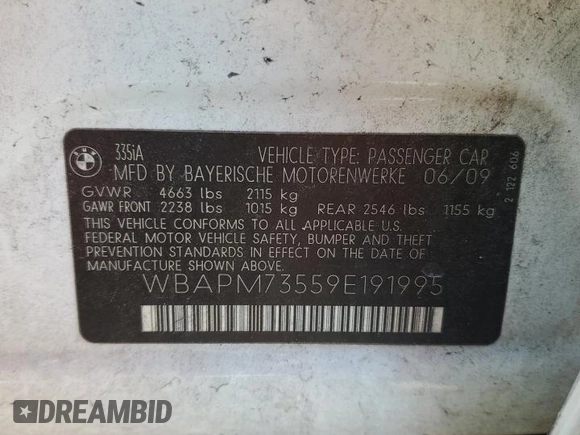 BMW
335iA VEHICLE TYPE: PASSENGER CAR
MFD BY BAYERISCHE MOTORENWERKE 06/09
GVWR 4663 lbs 2115 kg
GAWR FRONT 2238 lbs 1015 kg REAR 2546 lbs 1155 kg
THIS VEHICLE CONFORMS TO ALL APPLICABLE U.S.
FEDERAL MOTOR VEHICLE SAFETY, BUMPER AND THEFT
PREVENTION STANDARDS IN EFFECT ON THE DATE OF
MANUFACTURE SHOWN ABOVE.
WBAPM73559E191995
2 122 606
DREAMBID